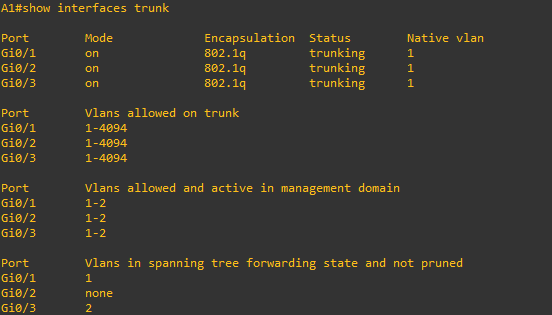 A1#show interfaces trunk
Port Mode Encapsulation Status Native vlan
Gi0/1 on 802.1q trunking 1
Gi0/2 on 802.1q trunking 1
Gi0/3 on 802.1q trunking 1
Port Vlans allowed on trunk
Gi0/1 1-4094
Gi0/2 1-4094
Gi0/3 1-4094
Port Vlans allowed and active in management domain
Gi0/1 1-2
Gi0/2 1-2
Gi0/3 1-2
Port Vlans in spanning tree forwarding state and not pruned
Gi0/1 1
Gi0/2 none
Gi0/3 2